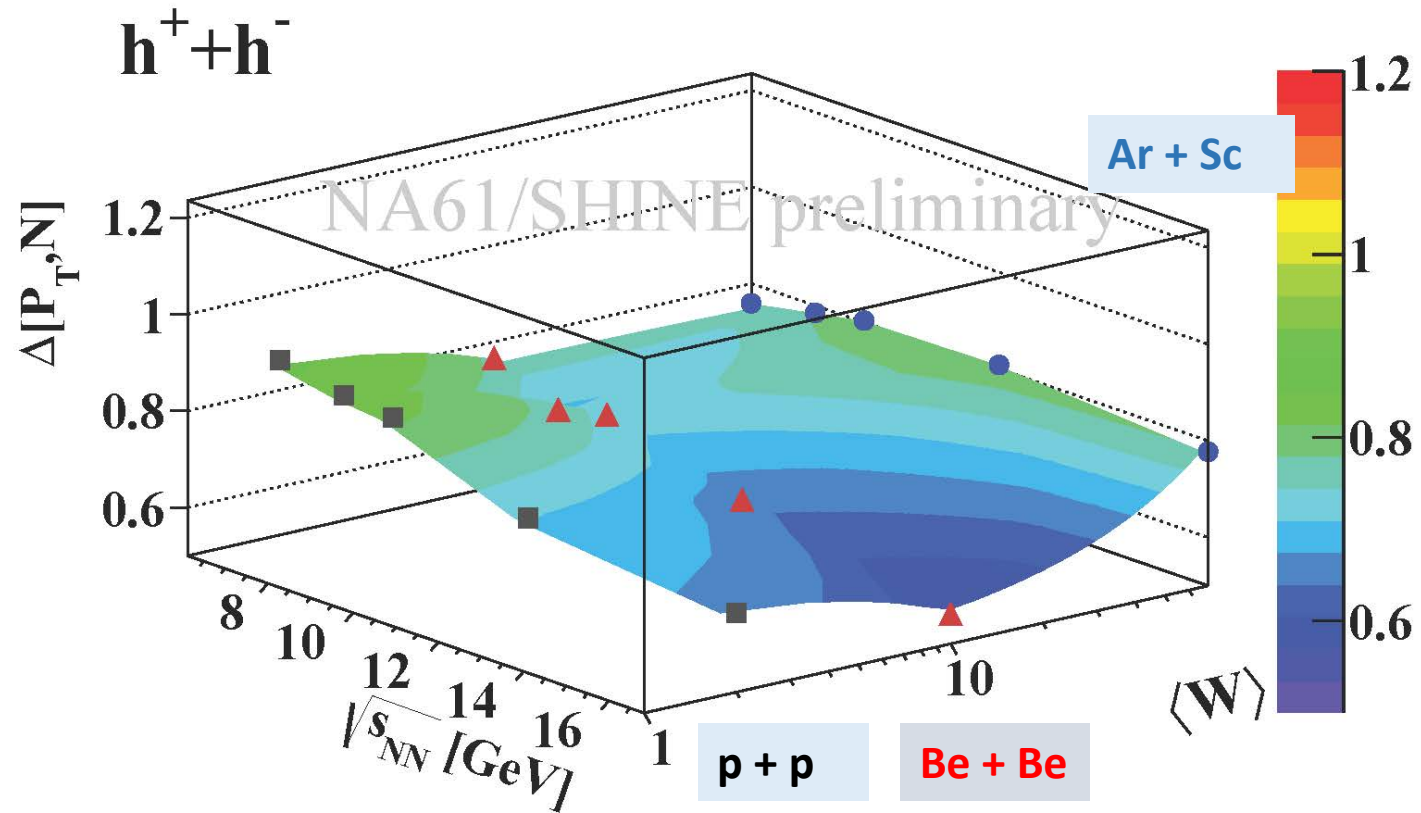 h⁺+h⁻
NA61/SHINE preliminary
Ar + Sc
Δ[P_T,N]
1.2
1
0.8
0.6
8
10
12
14
16
√s_NN [GeV]
1
10
⟨W⟩
p + p
Be + Be
1.2
1
0.8
0.6